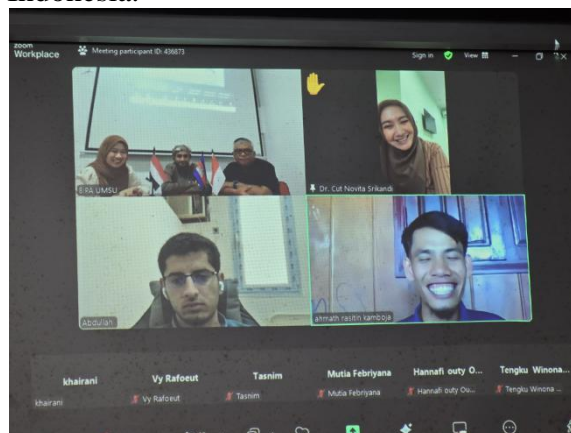 Indonesia.
zoom
Workplace
Meeting participant ID: 436873
Sign in
View
BIPA UMSU
Dr. Cut Novita Srikandi
Abdullah
ahmath rasitin kamboja
khairani
Vy Rafoeut
Tasnim
Mutia Febriyana
Hannafi outy O...
Tengku Winona...
khairani
Vy Rafoeut
Tasnim
Mutia Febriyana
Hannafi outy Ou...
Tengku Winona ...